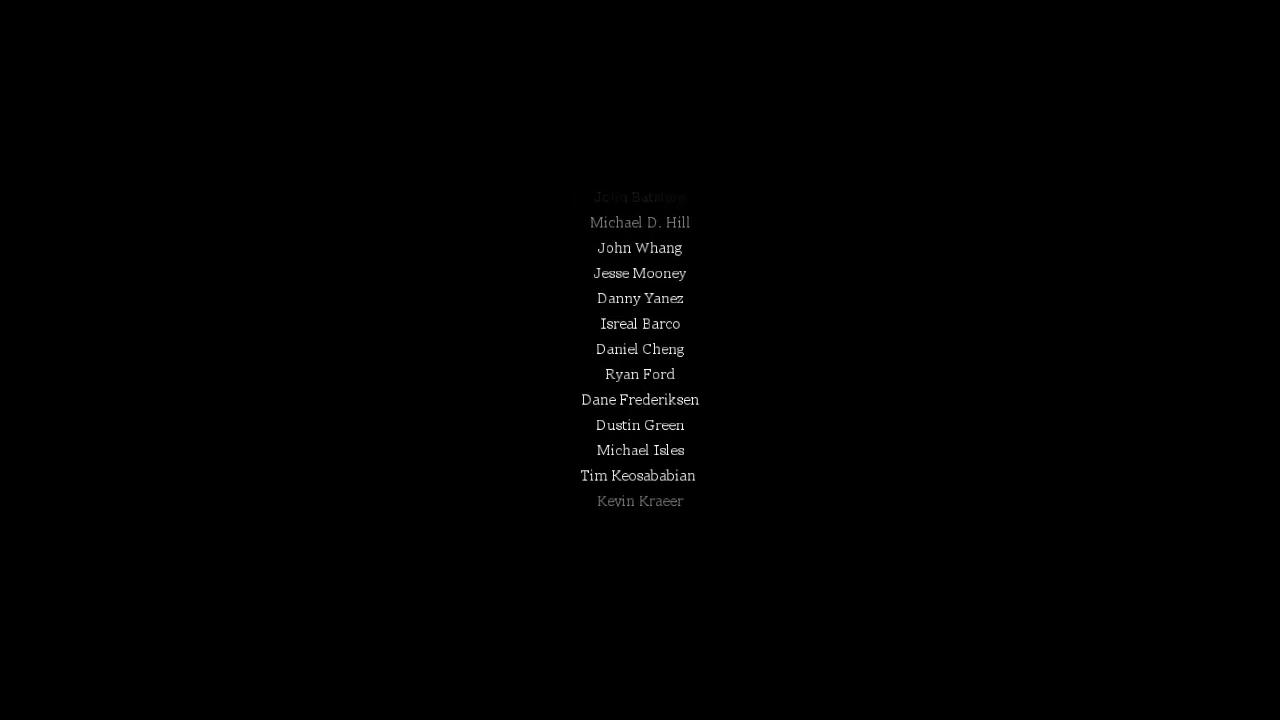 Michael D. Hill
John Whang
Jesse Mooney
Danny Yanez
Isreal Barco
Daniel Cheng
Ryan Ford
Dane Frederiksen
Dustin Green
Michael Isles
Tim Keosababian
Kevin Kraeer